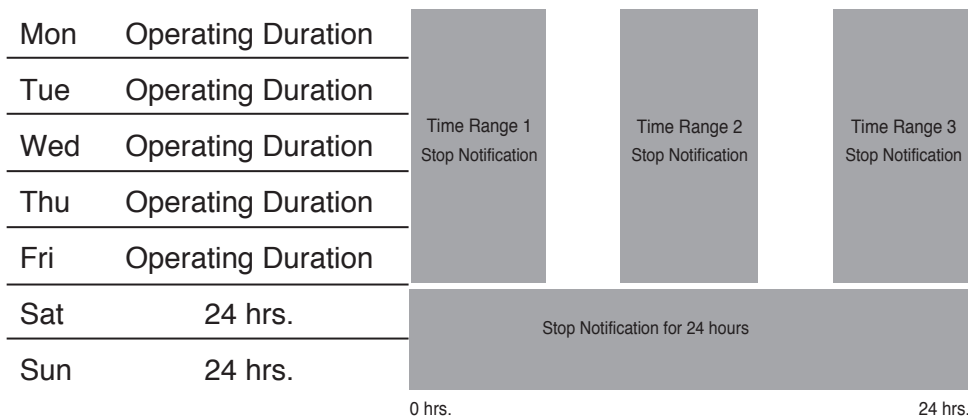 Mon Operating Duration
Tue Operating Duration
Wed Operating Duration
Thu Operating Duration
Fri Operating Duration
Sat 24 hrs.
Sun 24 hrs.
Time Range 1
Stop Notification
Time Range 2
Stop Notification
Time Range 3
Stop Notification
Stop Notification for 24 hours
0 hrs. 24 hrs.